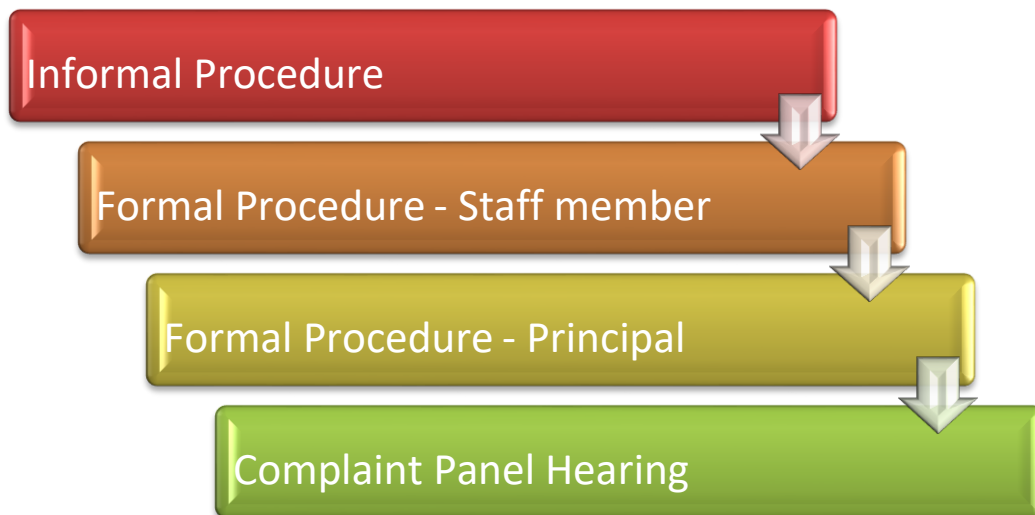 Informal Procedure
Formal Procedure - Staff member
Formal Procedure - Principal
Complaint Panel Hearing